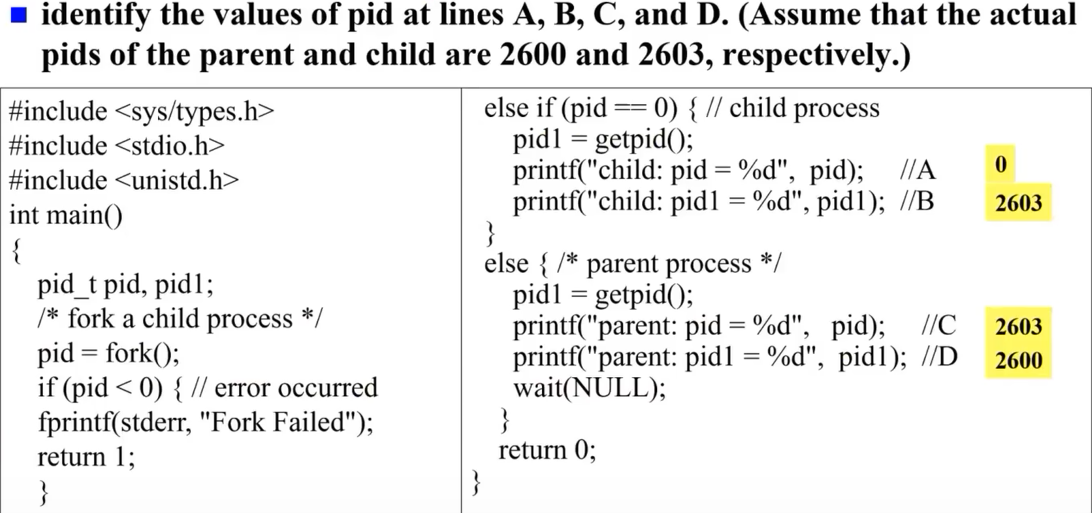 identify the values of pid at lines A, B, C, and D. (Assume that the actual
pids of the parent and child are 2600 and 2603, respectively.)
#include <sys/types.h>
#include <stdio.h>
#include <unistd.h>
int main()
{
pid_t pid, pid1;
/* fork a child process */
pid = fork();
if (pid < 0) { // error occurred
fprintf(stderr, "Fork Failed");
return 1;
}
else if (pid == 0) { // child process
pid1 = getpid();
printf("child: pid = %d", pid); //A 0
printf("child: pid1 = %d", pid1); //B 2603
}
else { /* parent process */
pid1 = getpid();
printf("parent: pid = %d", pid); //C 2603
printf("parent: pid1 = %d", pid1); //D 2600
wait(NULL);
}
return 0;
}